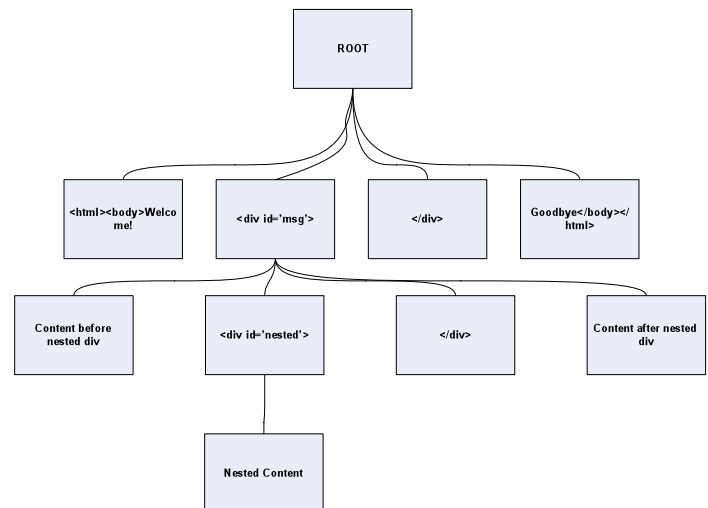 ROOT
<html><body>Welco
me!
<div id='msg'>
</div>
Goodbye</body></
html>
Content before
nested div
<div id='nested'>
</div>
Content after nested
div
Nested Content